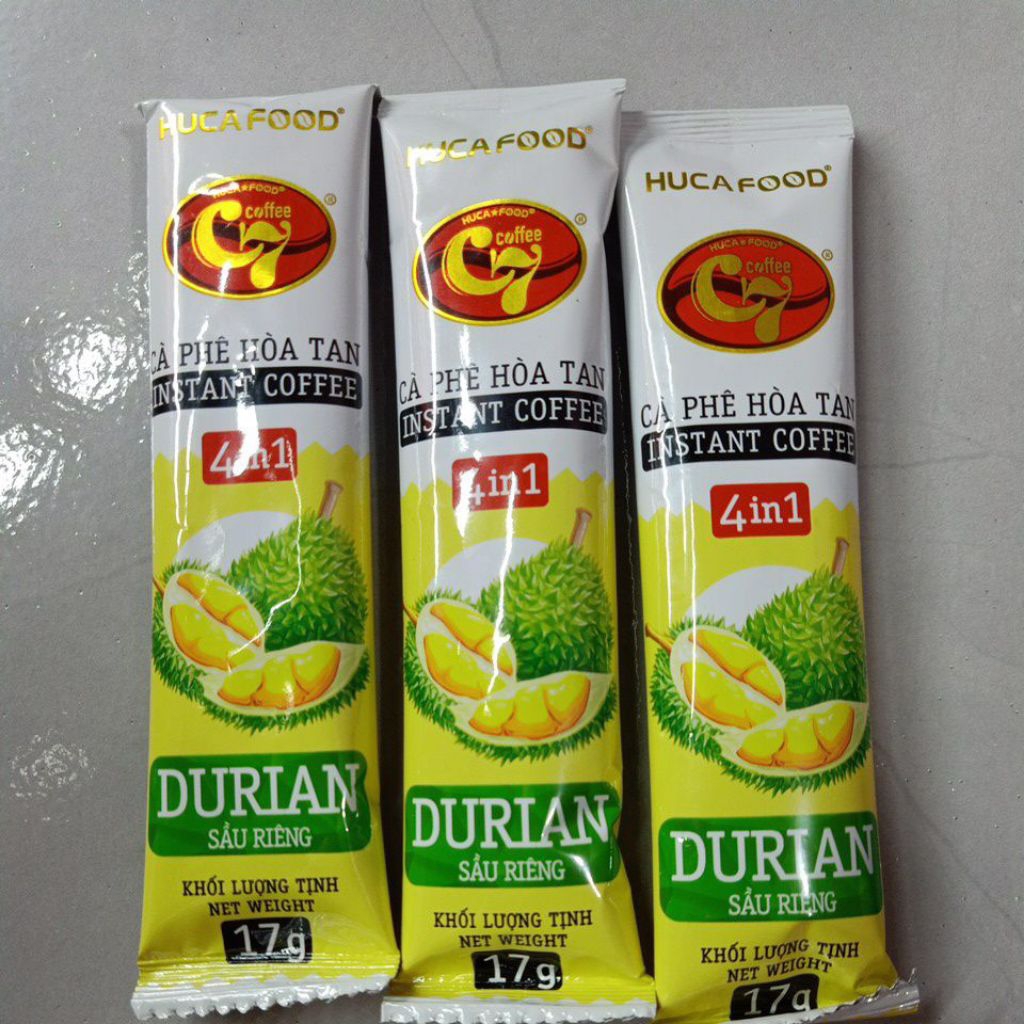 HUCAFOOD®
HUCA★FOOD®
coffee
C7
®
CÀ PHÊ HÒA TAN
INSTANT COFFEE
4in1
DURIAN
SẦU RIÊNG
KHỐI LƯỢNG TỊNH
NET WEIGHT
17g
HUCAFOOD®
HUCA★FOOD®
coffee
C7
®
CÀ PHÊ HÒA TAN
INSTANT COFFEE
4in1
DURIAN
SẦU RIÊNG
KHỐI LƯỢNG TỊNH
NET WEIGHT
17g
HUCAFOOD®
HUCA★FOOD®
coffee
C7
®
CÀ PHÊ HÒA TAN
INSTANT COFFEE
4in1
DURIAN
SẦU RIÊNG
KHỐI LƯỢNG TỊNH
NET WEIGHT
17g